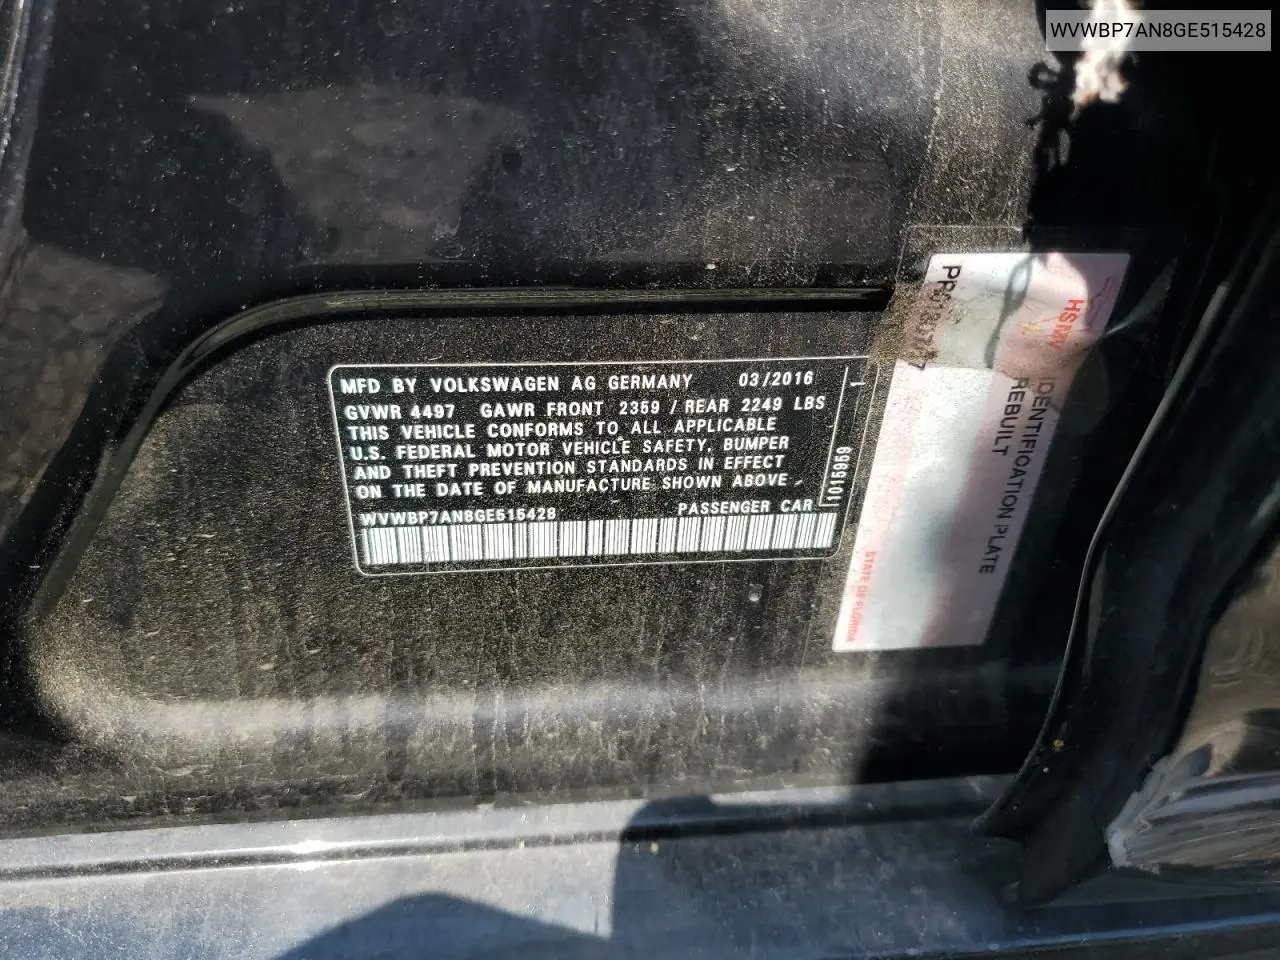 WVWBP7AN8GE515428
MFD BY VOLKSWAGEN AG GERMANY 03/2016
GVWR 4497 GAWR FRONT 2359 / REAR 2249 LBS
THIS VEHICLE CONFORMS TO ALL APPLICABLE
U.S. FEDERAL MOTOR VEHICLE SAFETY, BUMPER
AND THEFT PREVENTION STANDARDS IN EFFECT
ON THE DATE OF MANUFACTURE SHOWN ABOVE
WVWBP7AN8GE515428 PASSENGER CAR
1015959
HSMV
IDENTIFICATION PLATE
REBUILT
STATE OF FLORIDA